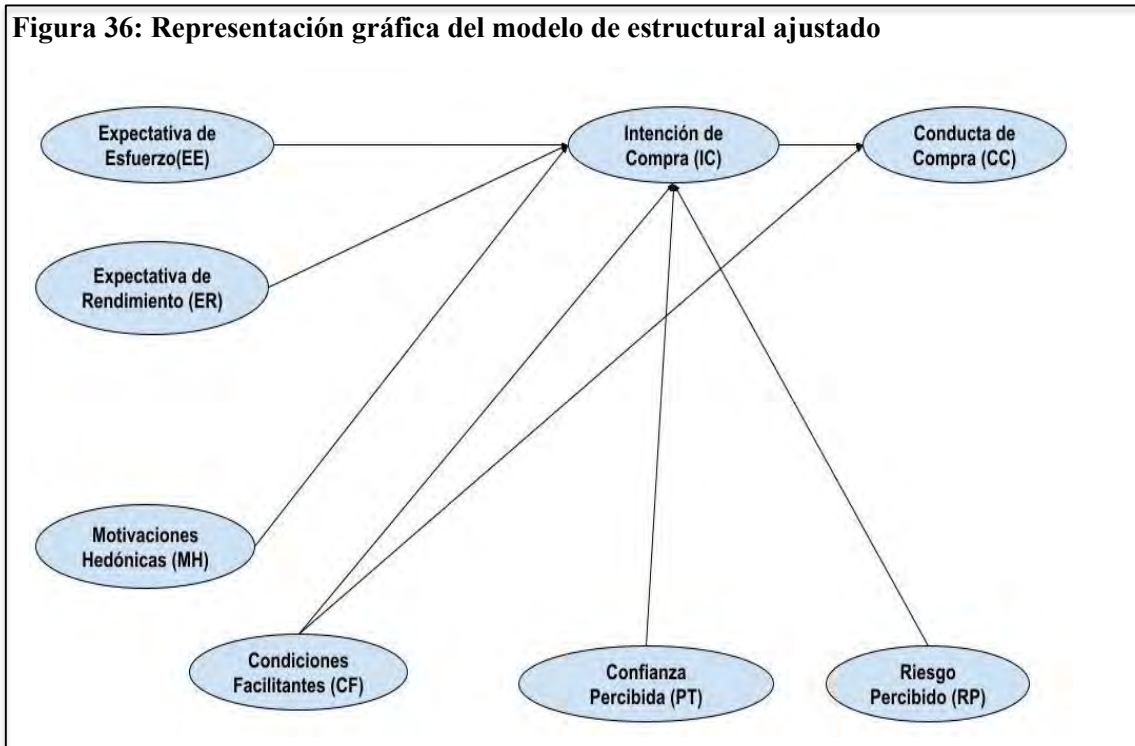 Figura 36: Representación gráfica del modelo de estructural ajustado
Expectativa de
Esfuerzo(EE)
Intención de
Compra (IC)
Conducta de
Compra (CC)
Expectativa de
Rendimiento (ER)
Motivaciones
Hedónicas (MH)
Condiciones
Facilitantes (CF)
Confianza
Percibida (PT)
Riesgo
Percibido (RP)